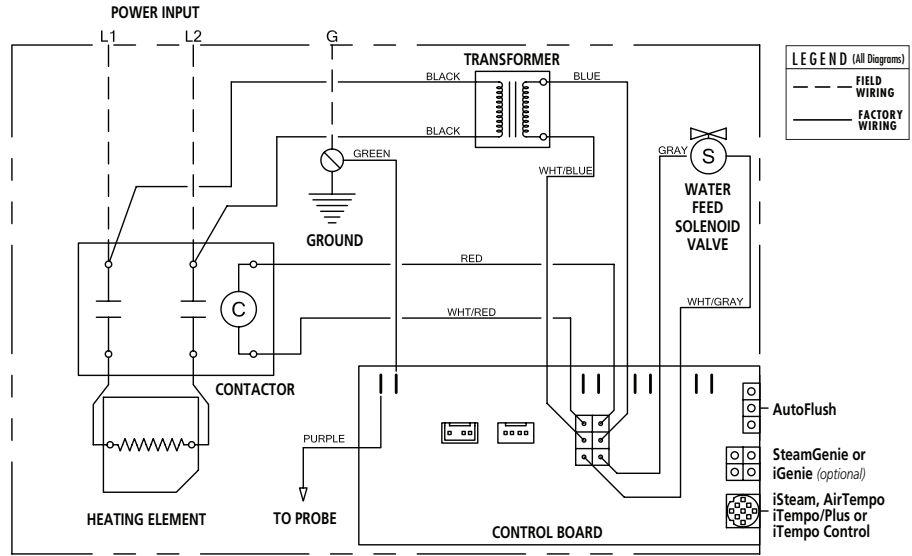 POWER INPUT
L1
L2
G
TRANSFORMER
BLACK
BLUE
BLACK
GREEN
WHT/BLUE
GRAY
S
WATER
FEED
SOLENOID
VALVE
LEGEND (All Diagrams)
FIELD
WIRING
FACTORY
WIRING
GROUND
RED
C
WHT/RED
WHT/GRAY
CONTACTOR
PURPLE
TO PROBE
HEATING ELEMENT
CONTROL BOARD
AutoFlush
SteamGenie or
iGenie (optional)
iSteam, AirTempo
iTempo/Plus or
iTempo Control